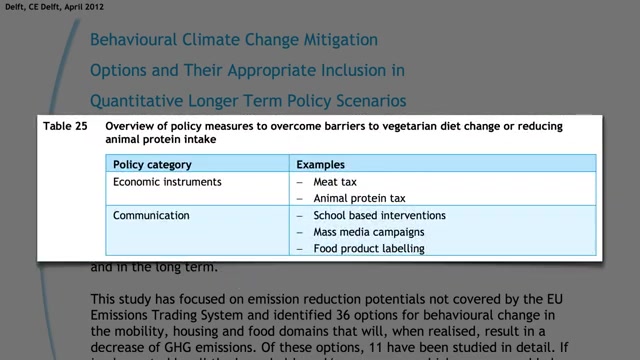 Delft, CE Delft, April 2012
Behavioural Climate Change Mitigation
Options and Their Appropriate Inclusion in
Quantitative Longer Term Policy Scenarios
Table 25 Overview of policy measures to overcome barriers to vegetarian diet change or reducing
animal protein intake
Policy category Examples
Economic instruments – Meat tax
– Animal protein tax
Communication – School based interventions
– Mass media campaigns
– Food product labelling
and in the long term.
This study has focused on emission reduction potentials not covered by the EU
Emissions Trading System and identified 36 options for behavioural change in
the mobility, housing and food domains that will, when realised, result in a
decrease of GHG emissions. Of these options, 11 have been studied in detail. If